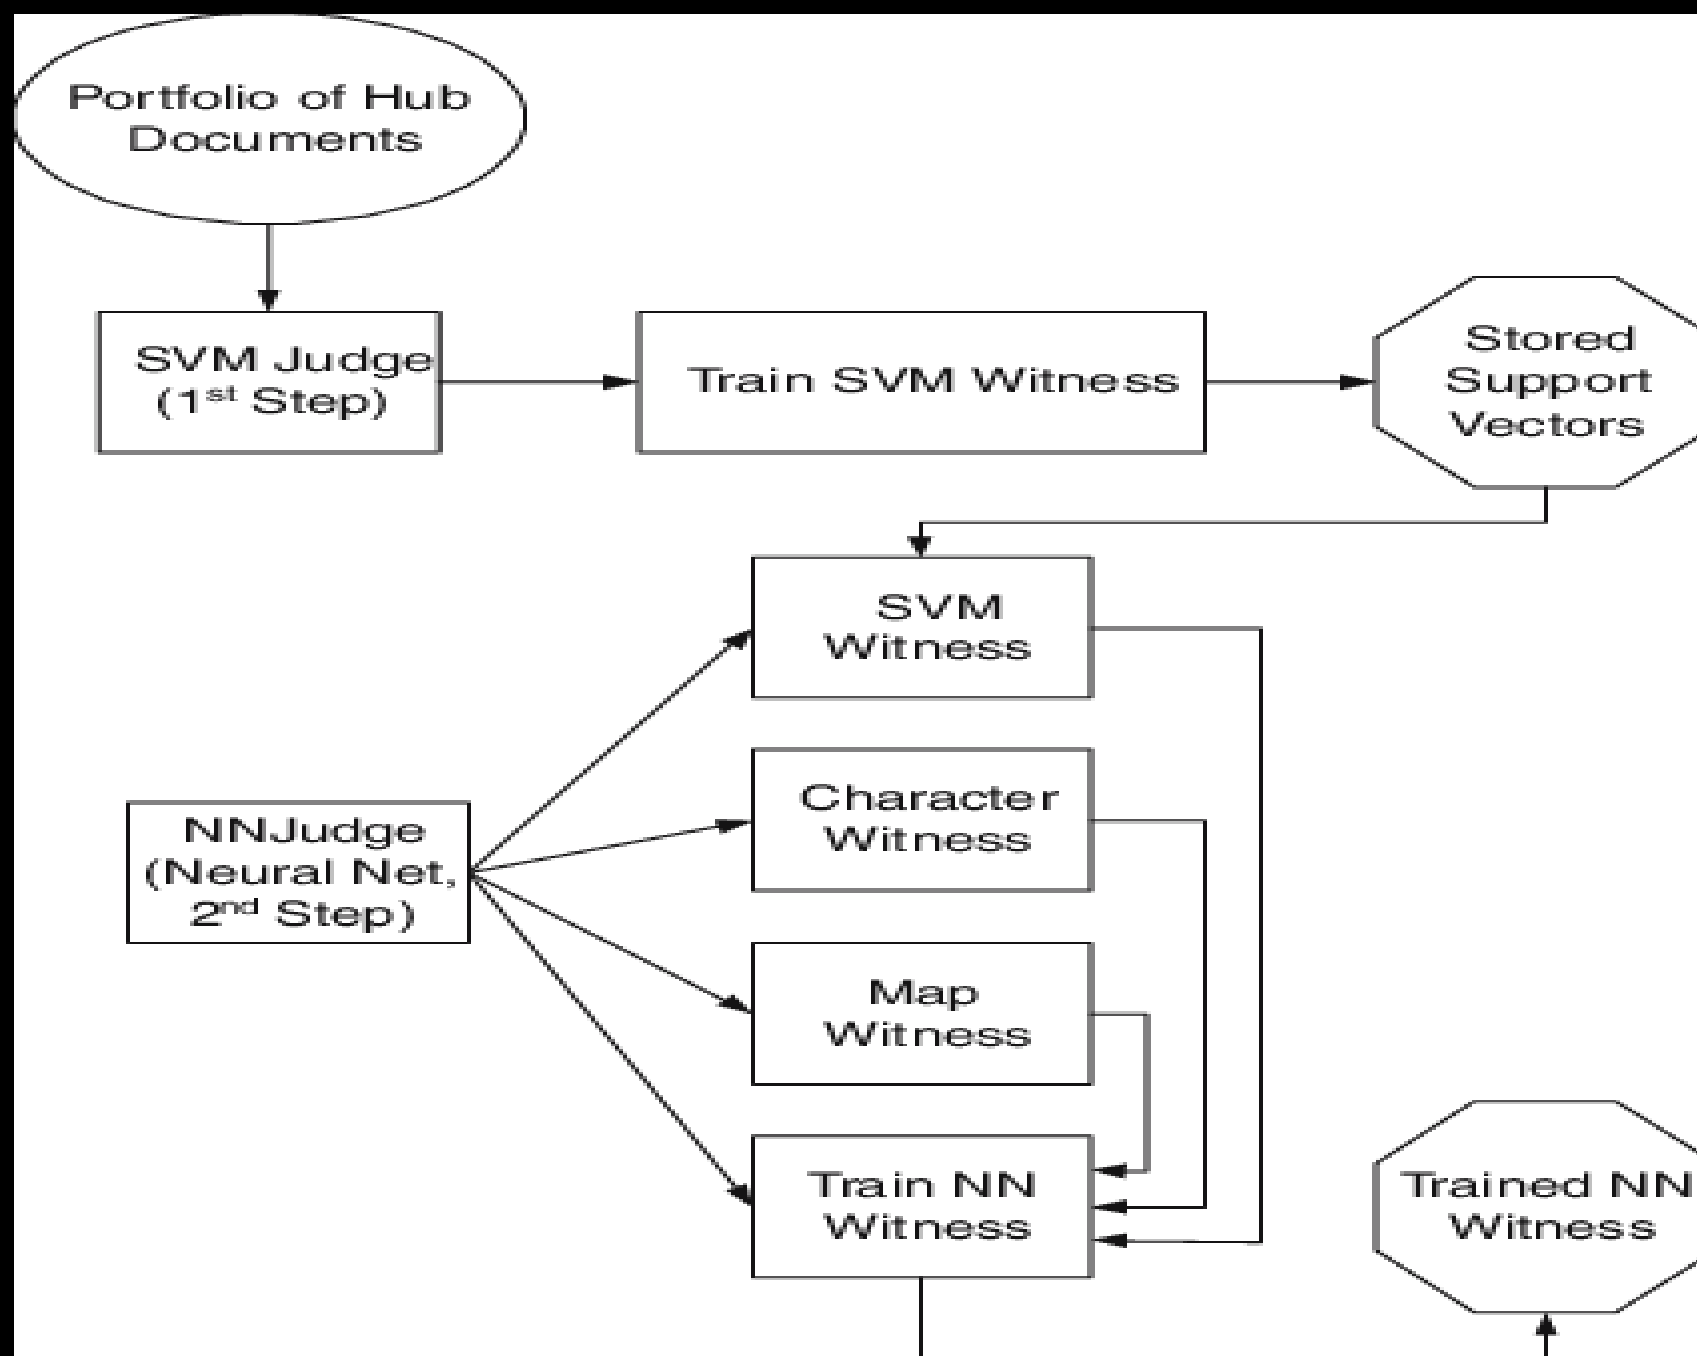 Portfolio of Hub
Documents
SVM Judge
(1st Step)
Train SVM Witness
Stored
Support
Vectors
SVM
Witness
Character
Witness
NNJudge
(Neural Net,
2nd Step)
Map
Witness
Train NN
Witness
Trained NN
Witness